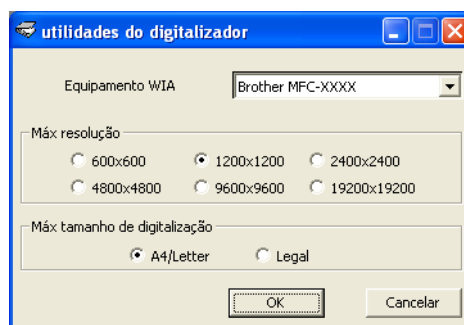 utilidades do digitalizador
Equipamento WIA Brother MFC-XXXX
Máx resolução
600x600 1200x1200 2400x2400
4800x4800 9600x9600 19200x19200
Máx tamanho de digitalização
A4/Letter Legal
OK Cancelar